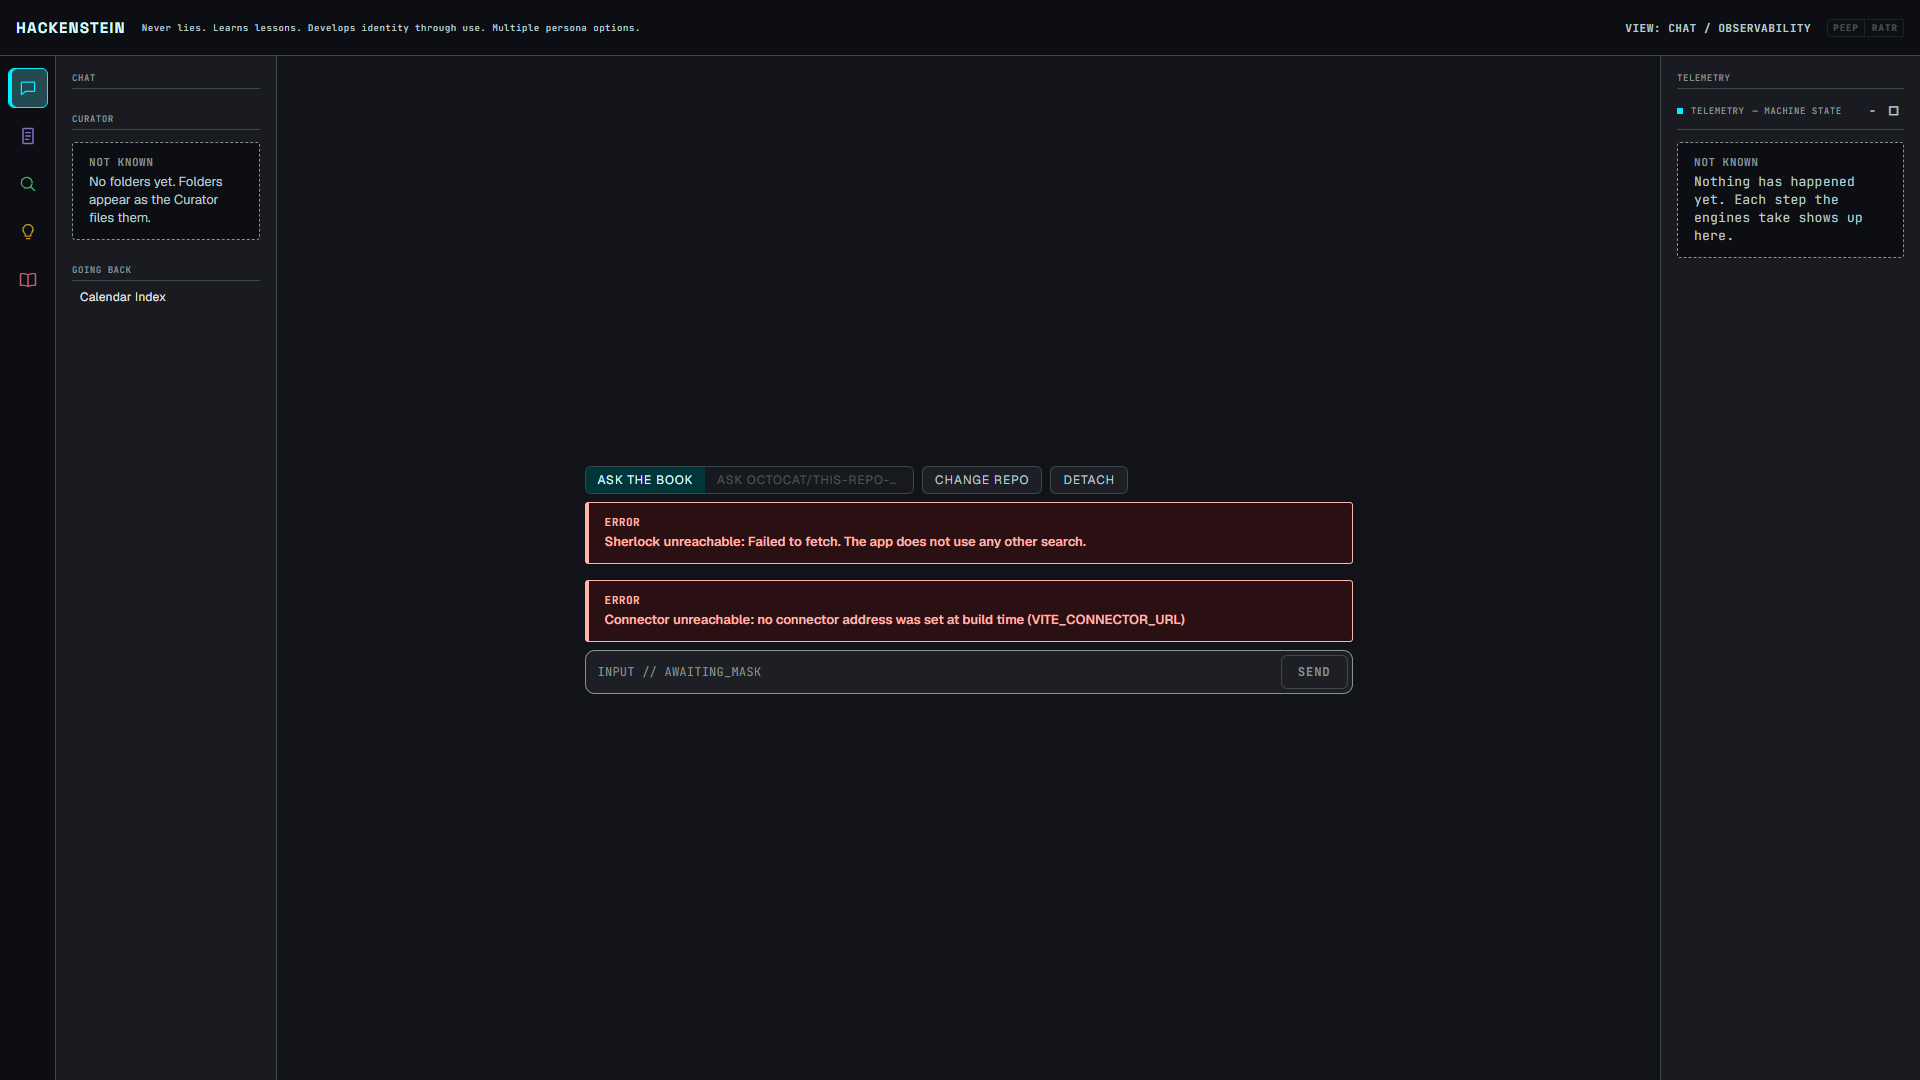 HACKENSTEIN
Never lies. Learns lessons. Develops identity through use. Multiple persona options.
VIEW: CHAT / OBSERVABILITY
PEEP
RATR
CHAT
CURATOR
NOT KNOWN
No folders yet. Folders
appear as the Curator
files them.
GOING BACK
Calendar Index
ASK THE BOOK
ASK OCTOCAT/THIS-REPO-…
CHANGE REPO
DETACH
ERROR
Sherlock unreachable: Failed to fetch. The app does not use any other search.
ERROR
Connector unreachable: no connector address was set at build time (VITE_CONNECTOR_URL)
INPUT // AWAITING_MASK
SEND
TELEMETRY
TELEMETRY — MACHINE STATE
NOT KNOWN
Nothing has happened
yet. Each step the
engines take shows up
here.